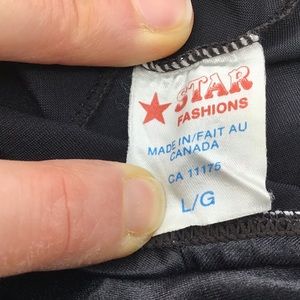 STAR
FASHIONS
MADE IN/FAIT AU
CANADA
CA 11175
L/G